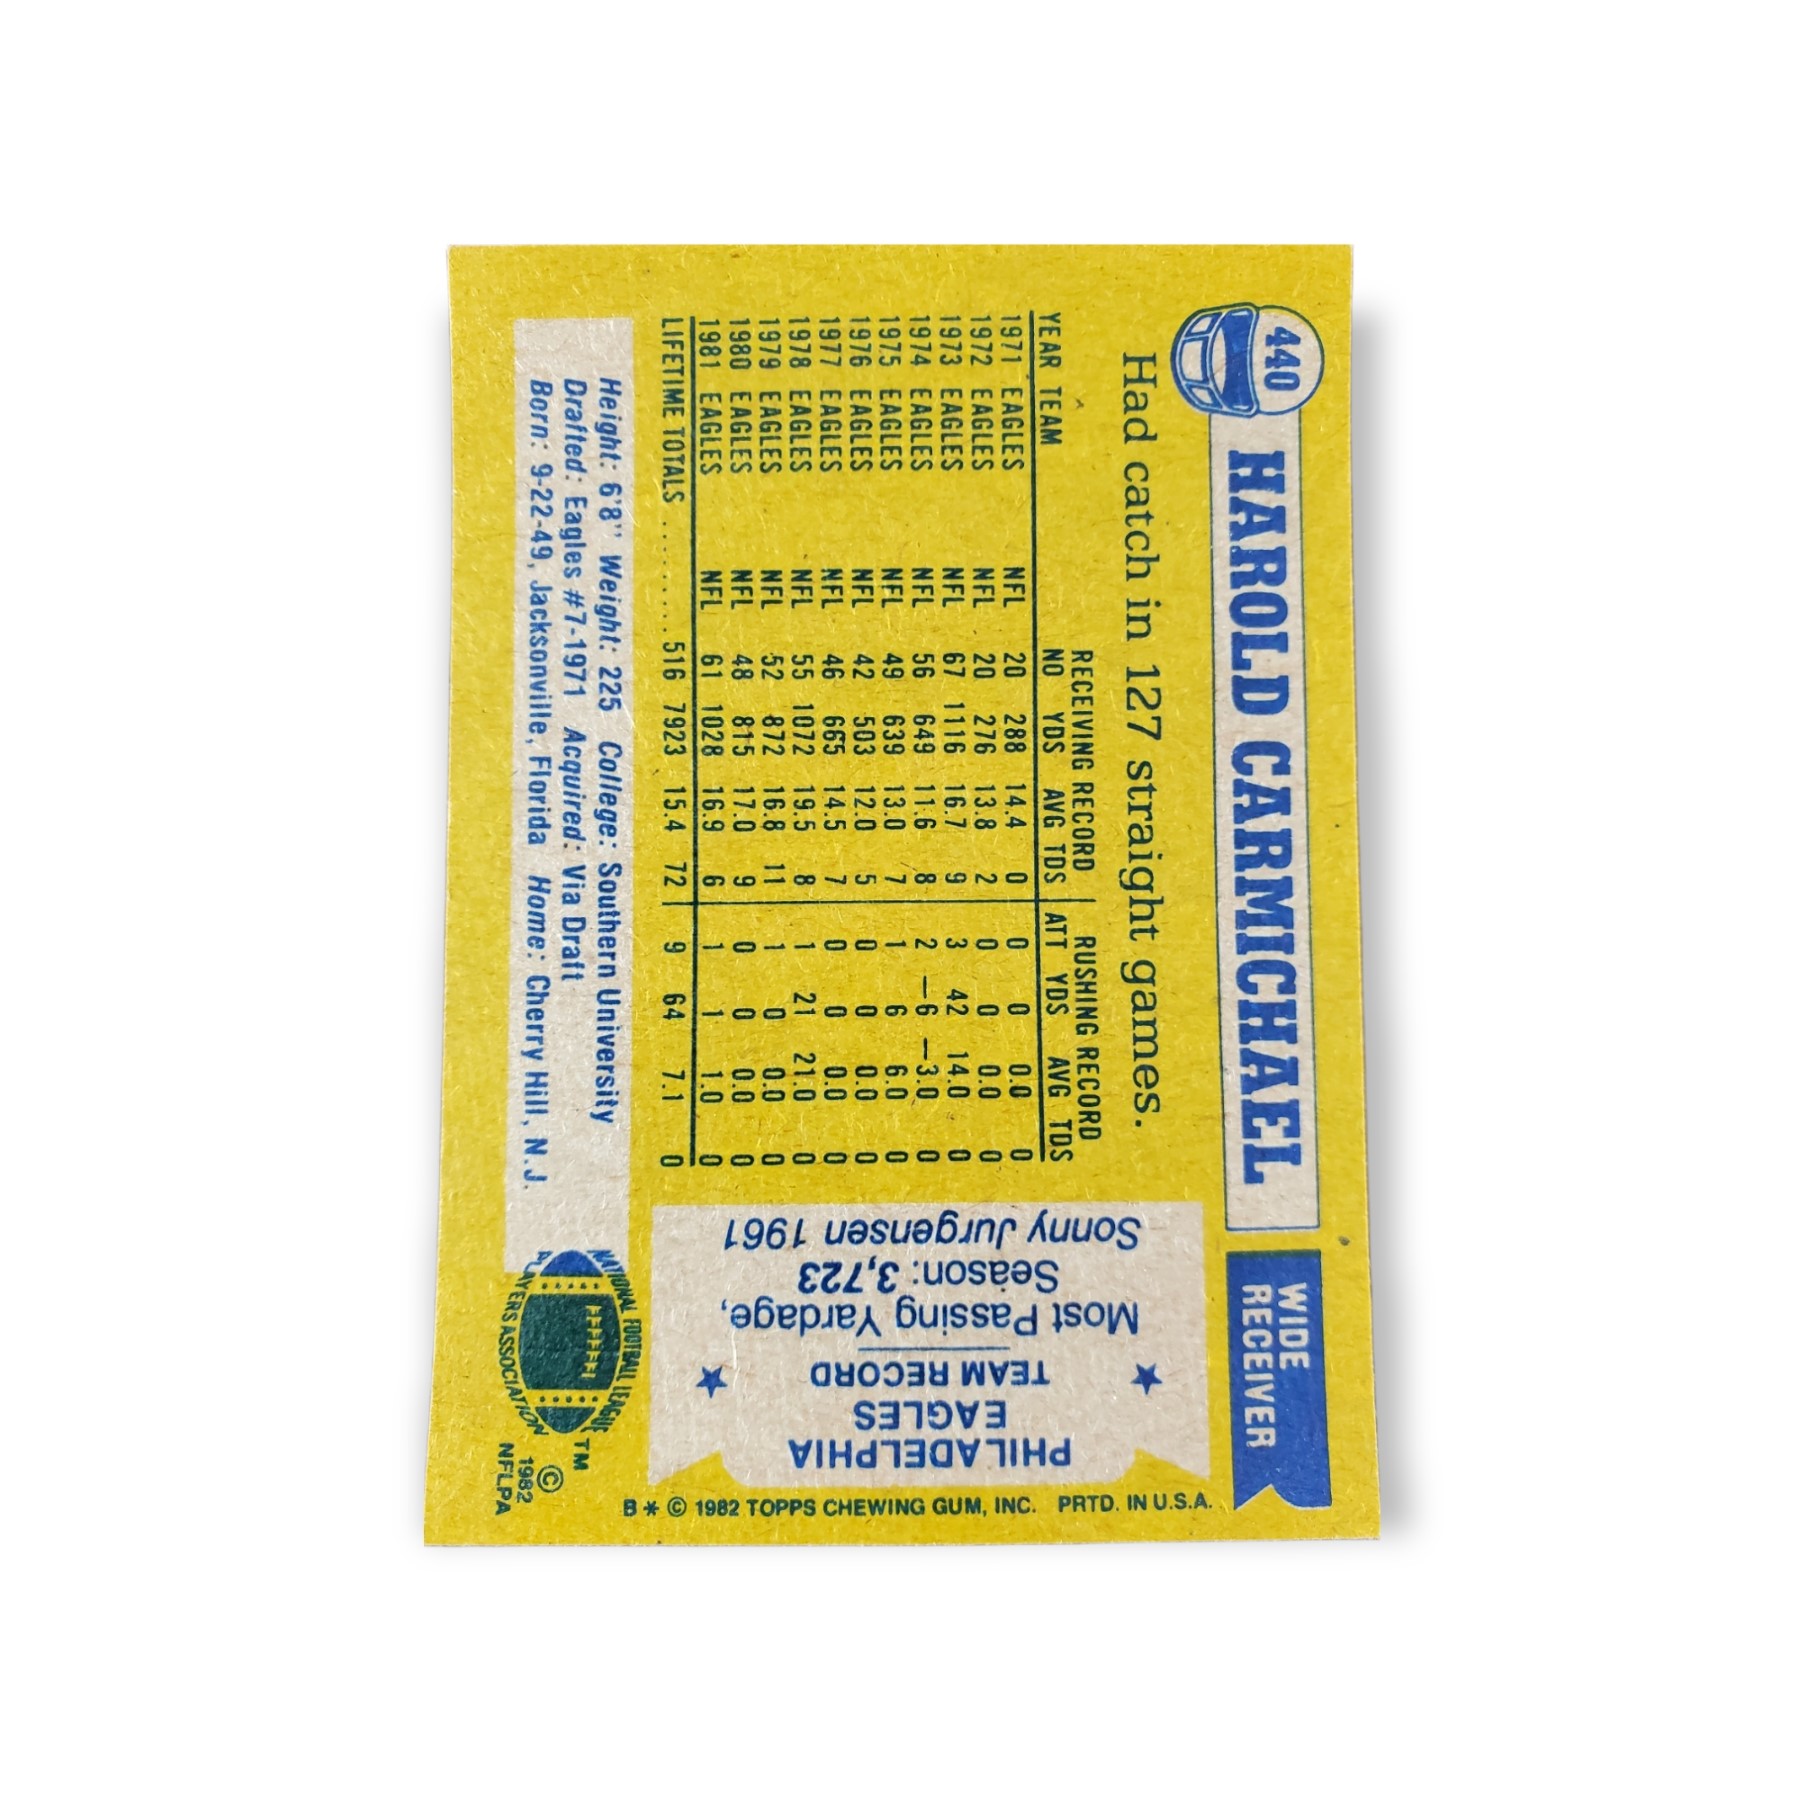 440
HAROLD CARMICHAEL
WIDE
RECEIVER
Had catch in 127 straight games.
RECEIVING RECORD RUSHING RECORD
YEAR TEAM NO YDS AVG TDS ATT YDS AVG TDS
1971 EAGLES NFL 20 288 14.4 0 0 0 0.0 0
1972 EAGLES NFL 20 276 13.8 2 0 0 0.0 0
1973 EAGLES NFL 67 1116 16.7 9 3 42 14.0 0
1974 EAGLES NFL 56 649 11.6 8 2 —6 —3.0 0
1975 EAGLES NFL 49 639 13.0 7 1 6 6.0 0
1976 EAGLES NFL 42 503 12.0 5 0 0 0.0 0
1977 EAGLES NFL 46 665 14.5 7 0 0 0.0 0
1978 EAGLES NFL 55 1072 19.5 8 1 21 21.0 0
1979 EAGLES NFL 52 872 16.8 11 1 0 0.0 0
1980 EAGLES NFL 48 815 17.0 9 0 0 0.0 0
1981 EAGLES NFL 61 1028 16.9 6 1 1 1.0 0
LIFETIME TOTALS ......... 516 7923 15.4 72 9 64 7.1 0
Height: 6'8'' Weight: 225 College: Southern University
Drafted: Eagles #7-1971 Acquired: Via Draft
Born: 9-22-49, Jacksonville, Florida Home: Cherry Hill, N.J.
PHILADELPHIA
EAGLES
TEAM RECORD
Most Passing Yardage,
Season: 3,723
Sonny Jurgensen 1961
NATIONAL FOOTBALL LEAGUE
PLAYERS ASSOCIATION
TM
©
1982
NFLPA
B * © 1982 TOPPS CHEWING GUM, INC. PRTD. IN U.S.A.